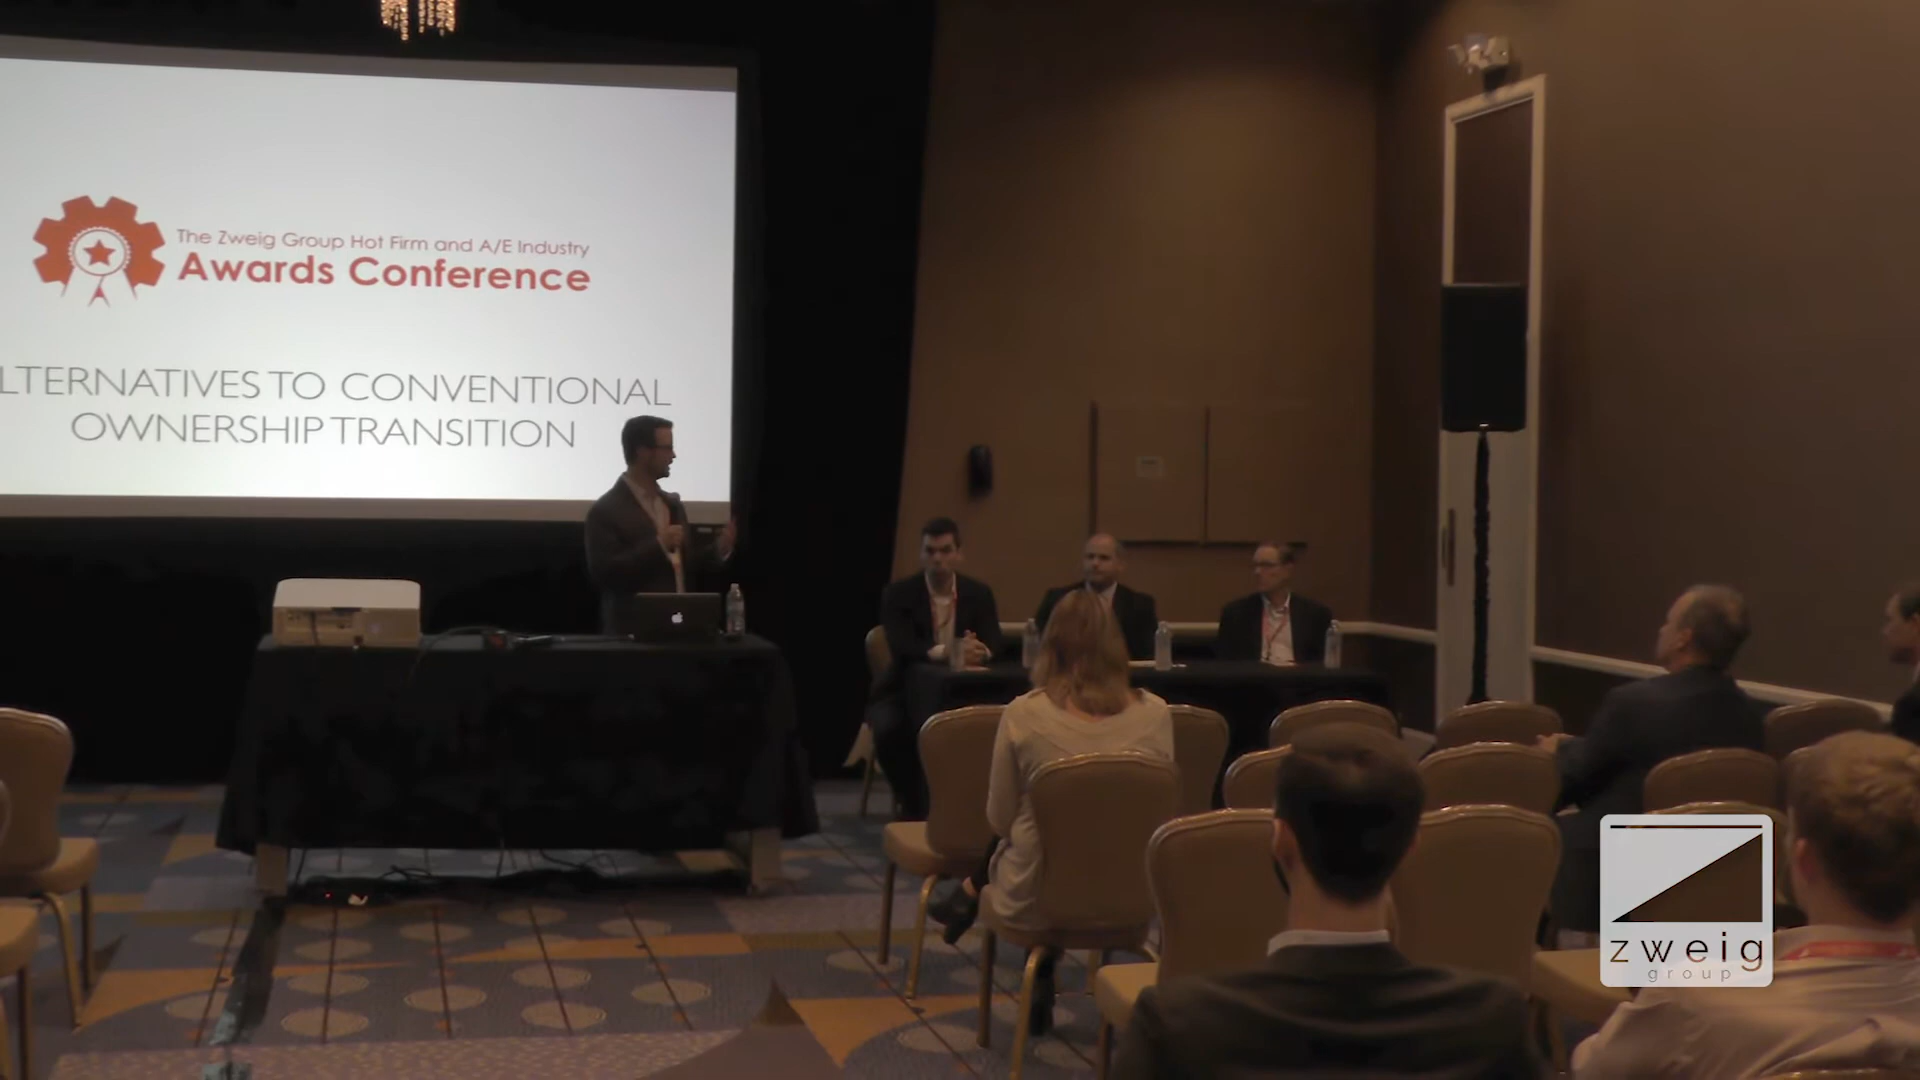 The Zweig Group Hot Firm and A/E Industry
Awards Conference
LTERNATIVES TO CONVENTIONAL
OWNERSHIP TRANSITION
zweig
group